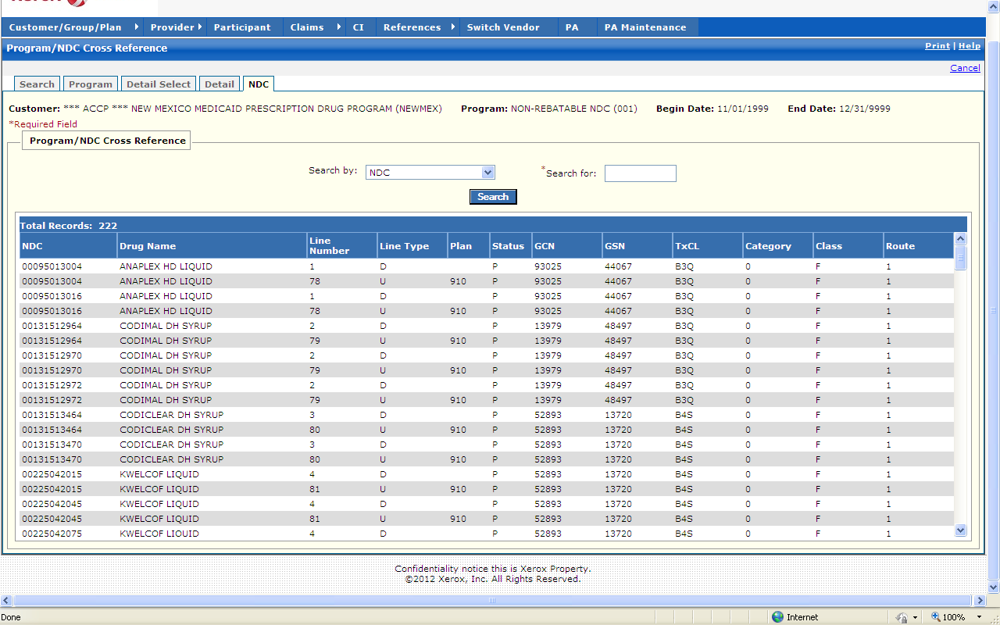 Customer/Group/Plan Provider Participant Claims CI References Switch Vendor PA PA Maintenance
Program/NDC Cross Reference Print | Help
Cancel
Search Program Detail Select Detail NDC
Customer: *** ACCP *** NEW MEXICO MEDICAID PRESCRIPTION DRUG PROGRAM (NEWMEX) Program: NON-REBATABLE NDC (001) Begin Date: 11/01/1999 End Date: 12/31/9999
*Required Field
Program/NDC Cross Reference
Search by: NDC *Search for:
Search
Total Records: 222
NDC Drug Name Line Number Line Type Plan Status GCN GSN TxCL Category Class Route
00095013004 ANAPLEX HD LIQUID 1 D P 93025 44067 B3Q 0 F 1
00095013004 ANAPLEX HD LIQUID 78 U 910 P 93025 44067 B3Q 0 F 1
00095013016 ANAPLEX HD LIQUID 1 D P 93025 44067 B3Q 0 F 1
00095013016 ANAPLEX HD LIQUID 78 U 910 P 93025 44067 B3Q 0 F 1
00131512964 CODIMAL DH SYRUP 2 D P 13979 48497 B3Q 0 F 1
00131512964 CODIMAL DH SYRUP 79 U 910 P 13979 48497 B3Q 0 F 1
00131512970 CODIMAL DH SYRUP 2 D P 13979 48497 B3Q 0 F 1
00131512970 CODIMAL DH SYRUP 79 U 910 P 13979 48497 B3Q 0 F 1
00131512972 CODIMAL DH SYRUP 2 D P 13979 48497 B3Q 0 F 1
00131512972 CODIMAL DH SYRUP 79 U 910 P 13979 48497 B3Q 0 F 1
00131513464 CODICLEAR DH SYRUP 3 D P 52893 13720 B4S 0 F 1
00131513464 CODICLEAR DH SYRUP 80 U 910 P 52893 13720 B4S 0 F 1
00131513470 CODICLEAR DH SYRUP 3 D P 52893 13720 B4S 0 F 1
00131513470 CODICLEAR DH SYRUP 80 U 910 P 52893 13720 B4S 0 F 1
00225042015 KWELCOF LIQUID 4 D P 52893 13720 B4S 0 F 1
00225042015 KWELCOF LIQUID 81 U 910 P 52893 13720 B4S 0 F 1
00225042045 KWELCOF LIQUID 4 D P 52893 13720 B4S 0 F 1
00225042045 KWELCOF LIQUID 81 U 910 P 52893 13720 B4S 0 F 1
00225042075 KWELCOF LIQUID 4 D P 52893 13720 B4S 0 F 1
Confidentiality notice this is Xerox Property.
©2012 Xerox, Inc. All Rights Reserved.
Done Internet 100%